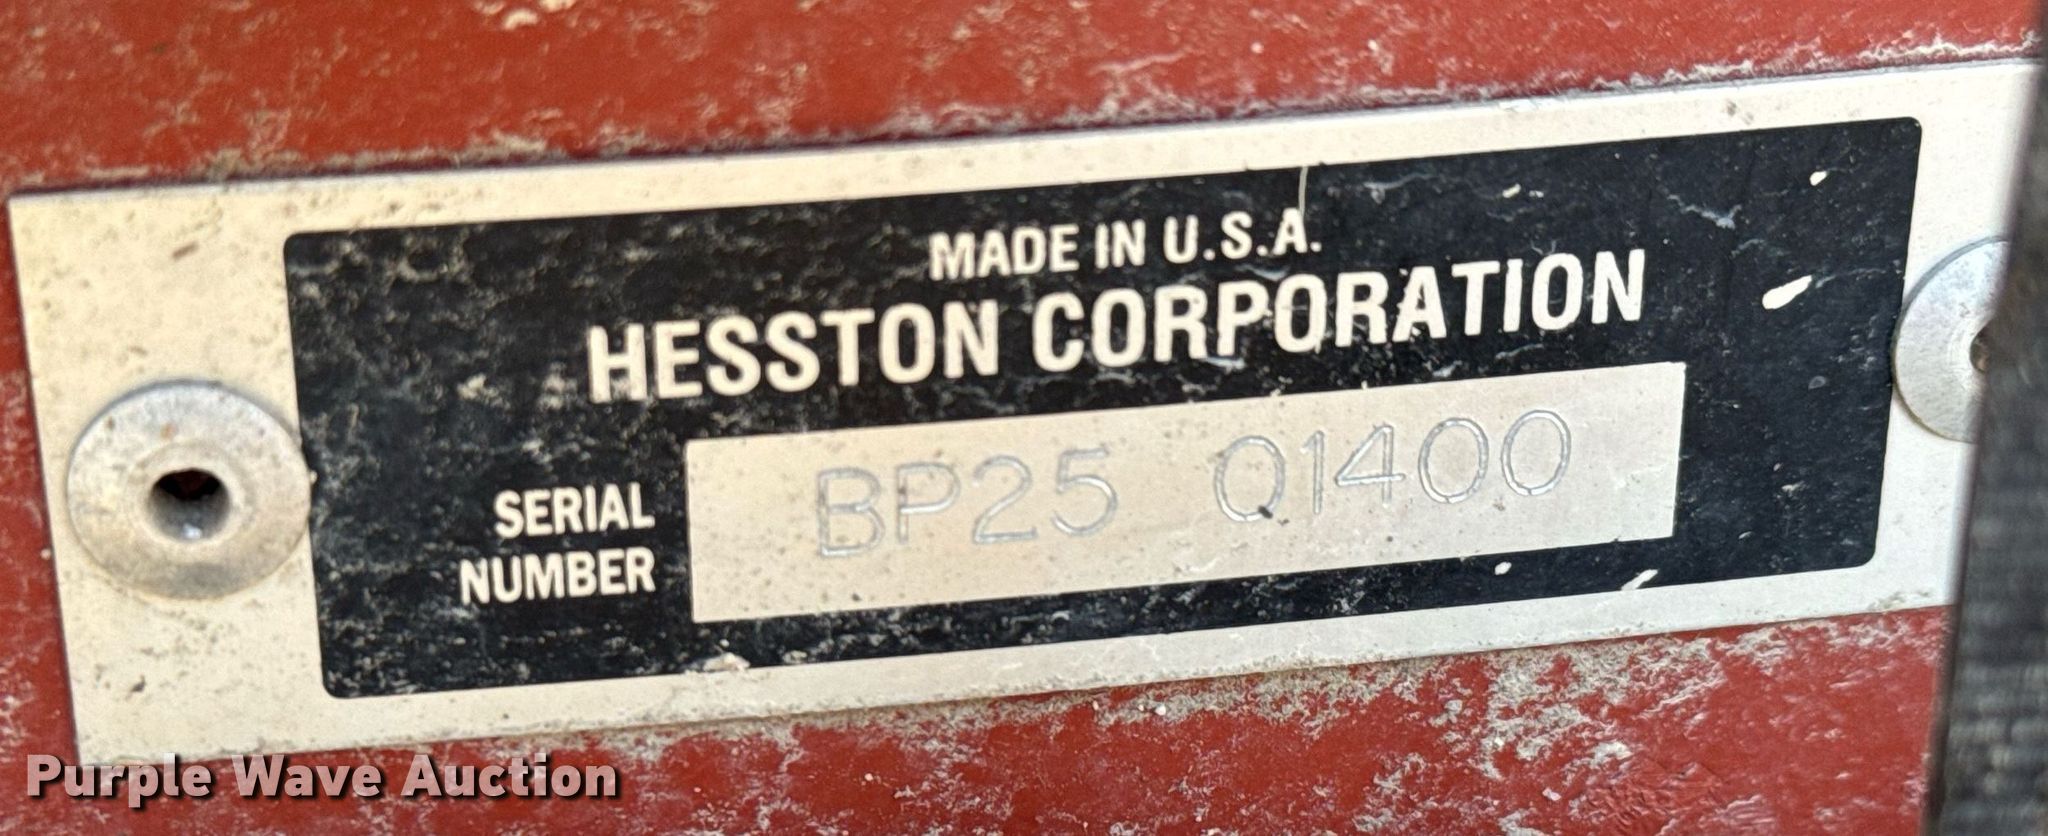 MADE IN U.S.A.
HESSTON CORPORATION
SERIAL
NUMBER
BP25 01400
Purple Wave Auction